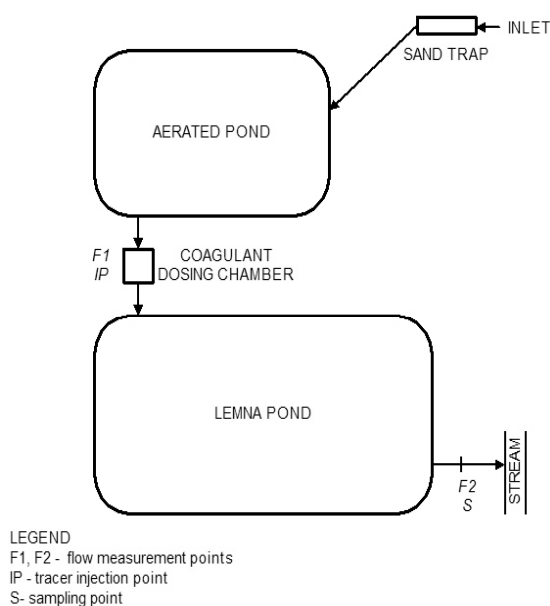 INLET
SAND TRAP
AERATED POND
F1
IP
COAGULANT
DOSING CHAMBER
LEMNA POND
F2
S
STREAM
LEGEND
F1, F2 - flow measurement points
IP - tracer injection point
S- sampling point